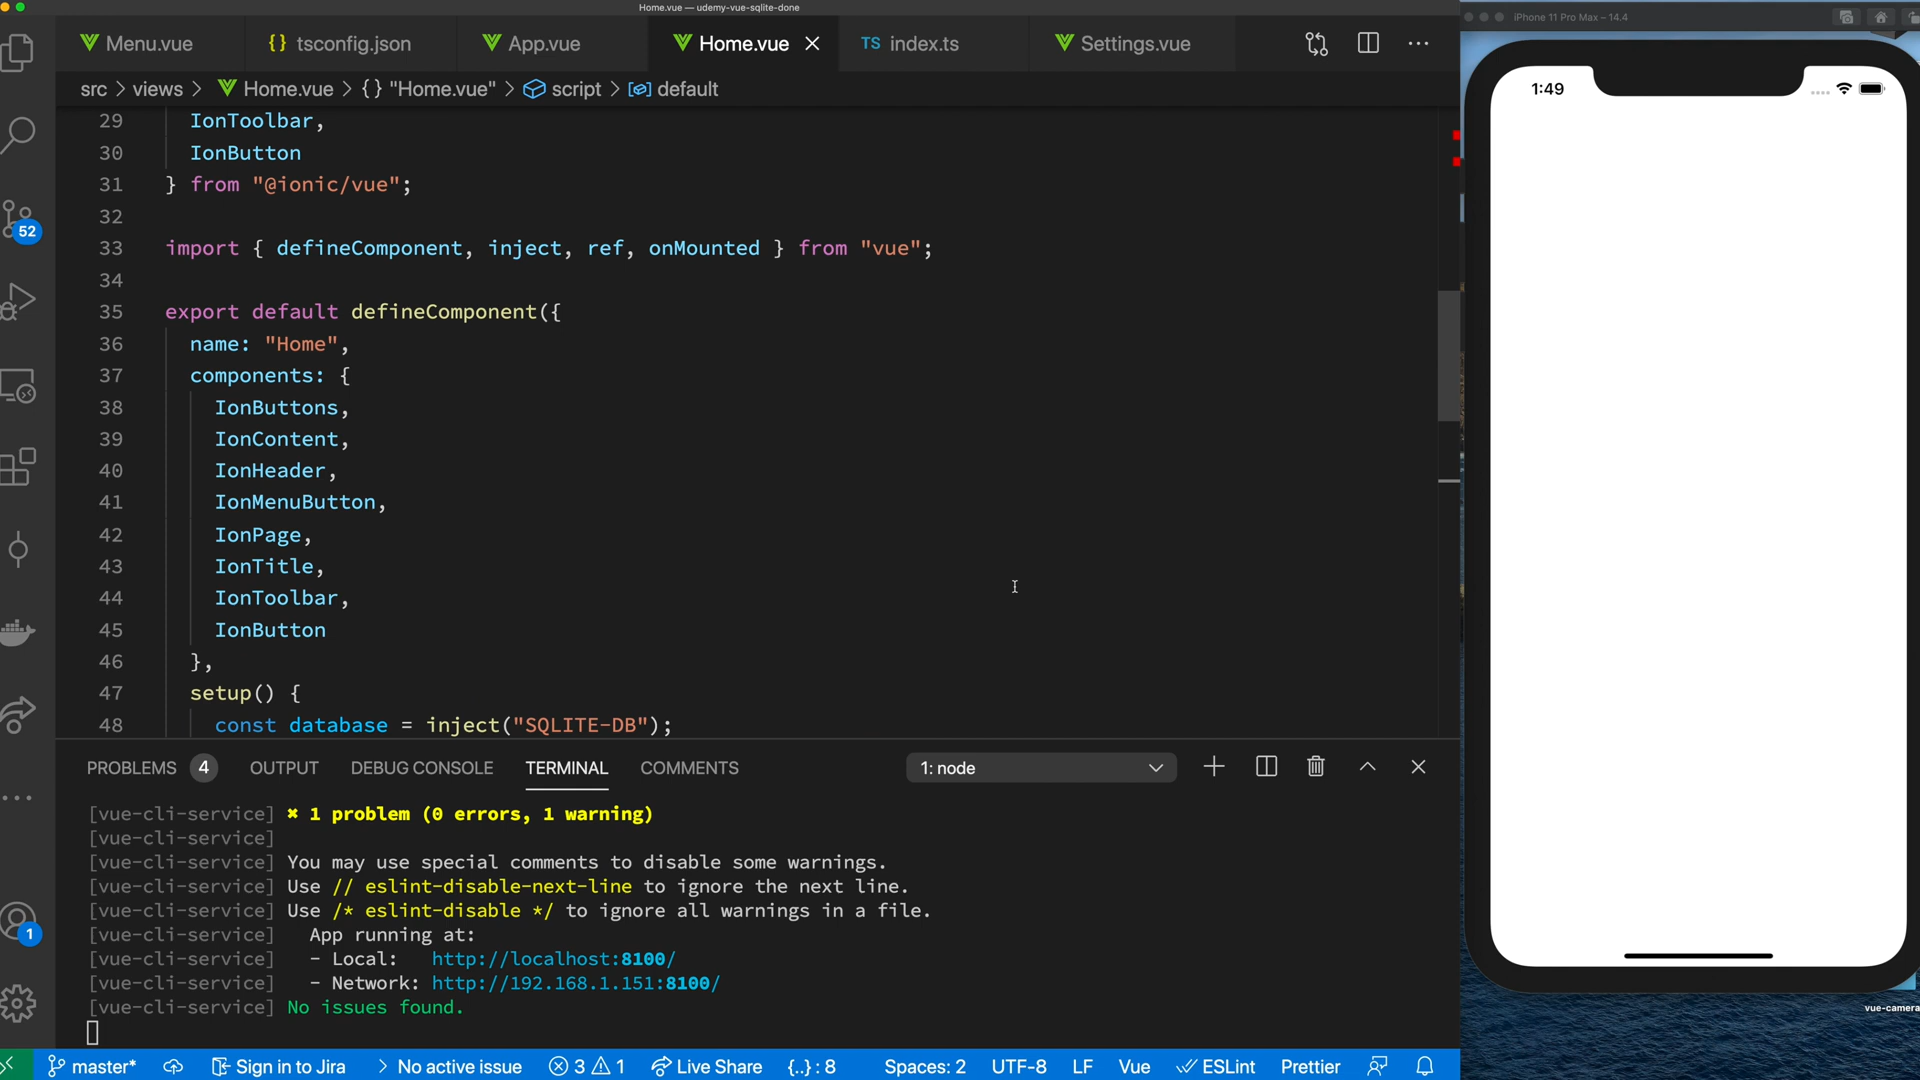 Home.vue — udemy-vue-sqlite-done
Menu.vue
{} tsconfig.json
App.vue
Home.vue
TS index.ts
Settings.vue
src > views > Home.vue > {} "Home.vue" > script > default
29 IonToolbar,
30 IonButton
31 } from "@ionic/vue";
32
33 import { defineComponent, inject, ref, onMounted } from "vue";
34
35 export default defineComponent({
36 name: "Home",
37 components: {
38 IonButtons,
39 IonContent,
40 IonHeader,
41 IonMenuButton,
42 IonPage,
43 IonTitle,
44 IonToolbar,
45 IonButton
46 },
47 setup() {
48 const database = inject("SQLITE-DB");
52
1
PROBLEMS 4 OUTPUT DEBUG CONSOLE TERMINAL COMMENTS 1: node
[vue-cli-service] ✖ 1 problem (0 errors, 1 warning)
[vue-cli-service]
[vue-cli-service] You may use special comments to disable some warnings.
[vue-cli-service] Use // eslint-disable-next-line to ignore the next line.
[vue-cli-service] Use /* eslint-disable */ to ignore all warnings in a file.
[vue-cli-service] App running at:
[vue-cli-service] - Local: http://localhost:8100/
[vue-cli-service] - Network: http://192.168.1.151:8100/
[vue-cli-service] No issues found.
master* Sign in to Jira > No active issue 3 1 Live Share {..} : 8 Spaces: 2 UTF-8 LF Vue ESLint Prettier
iPhone 11 Pro Max – 14.4
1:49
vue-camera